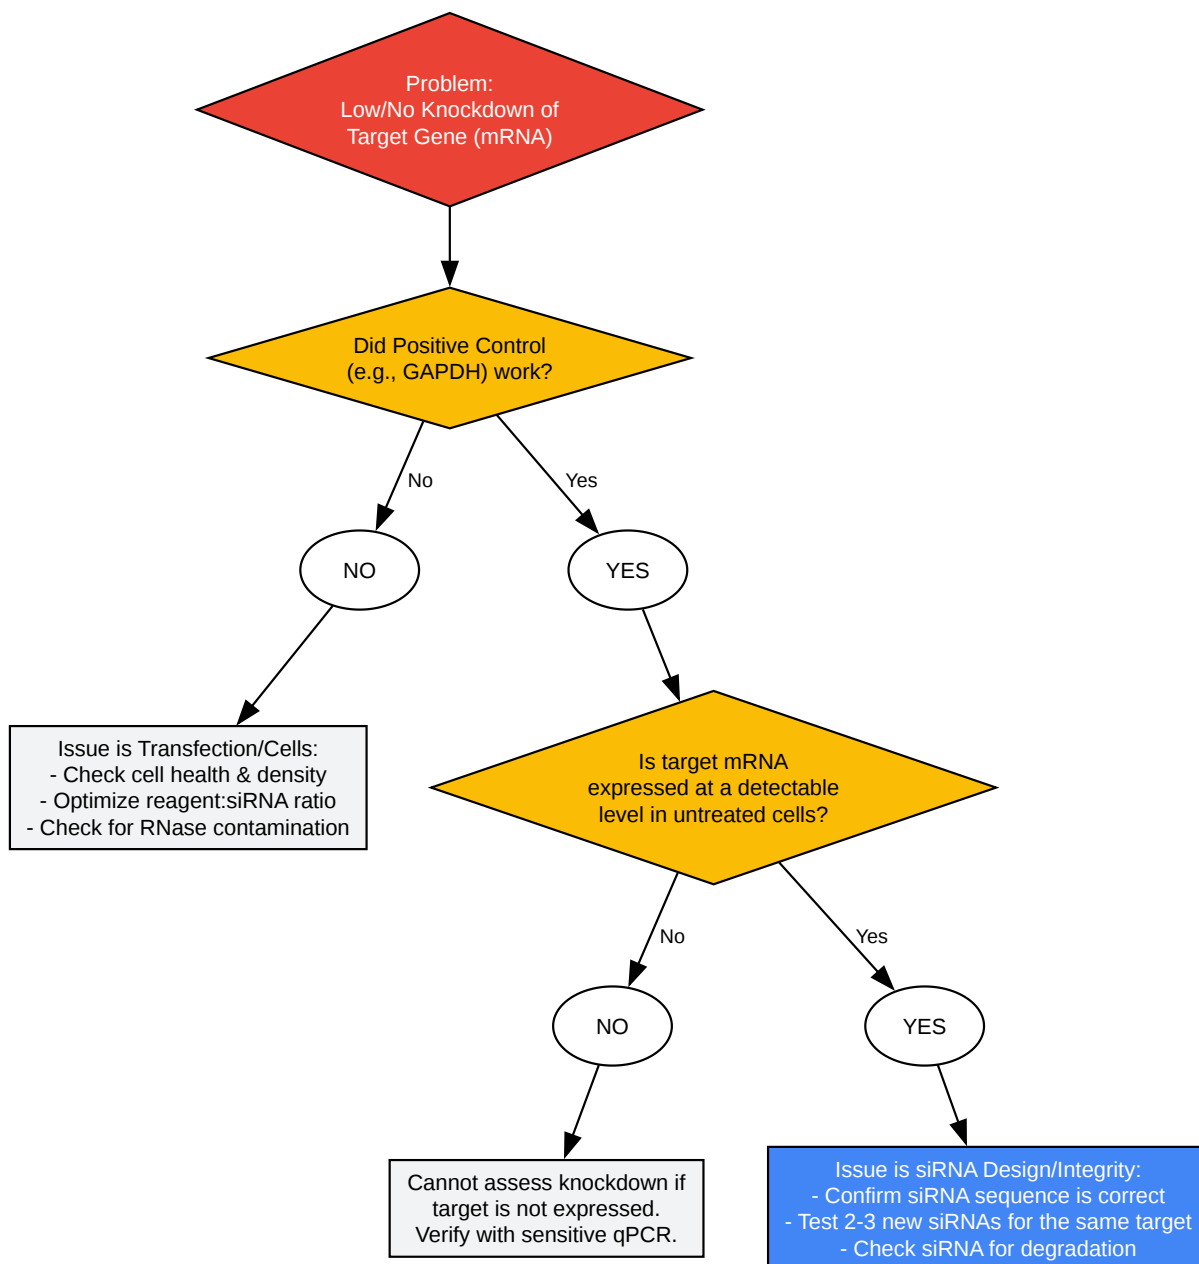 Problem:
Low/No Knockdown of
Target Gene (mRNA)
Did Positive Control
(e.g., GAPDH) work?
No
Yes
NO
YES
Issue is Transfection/Cells:
- Check cell health & density
- Optimize reagent:siRNA ratio
- Check for RNase contamination
Is target mRNA
expressed at a detectable
level in untreated cells?
No
Yes
NO
YES
Cannot assess knockdown if
target is not expressed.
Verify with sensitive qPCR.
Issue is siRNA Design/Integrity:
- Confirm siRNA sequence is correct
- Test 2-3 new siRNAs for the same target
- Check siRNA for degradation